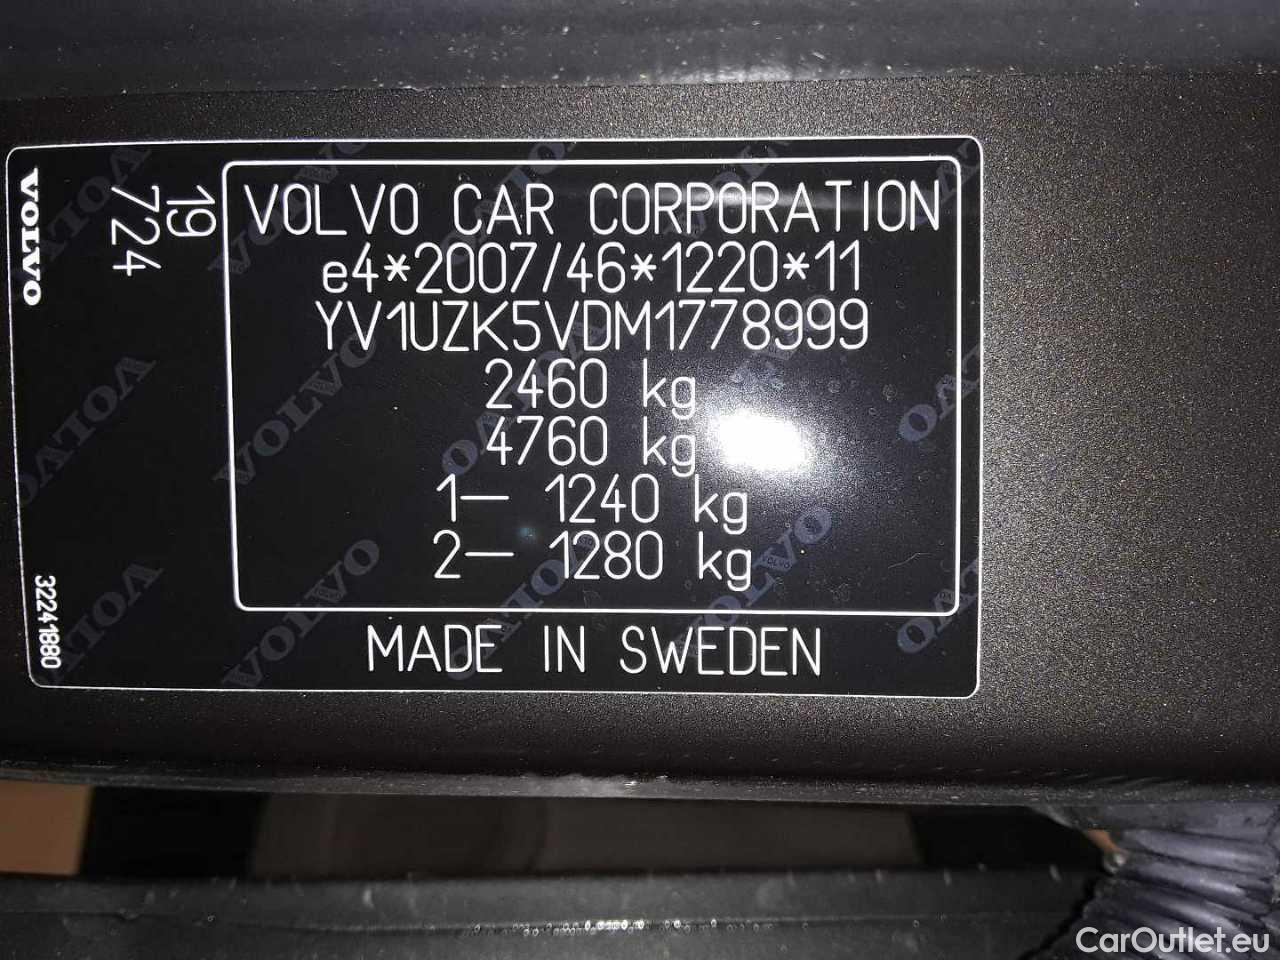 VOLVO
19
724
32241880
VOLVO CAR CORPORATION
e4*2007/46*1220*11
YV1UZK5VDM1778999
2460 kg
4760 kg
1— 1240 kg
2— 1280 kg
MADE IN SWEDEN
CarOutlet.eu